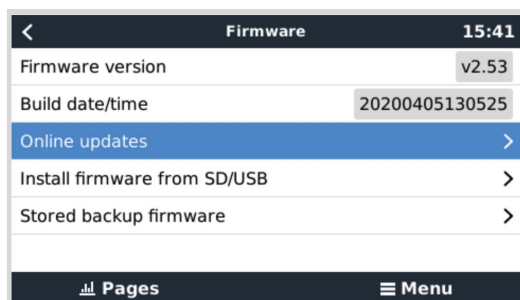 Firmware 15:41
Firmware version v2.53
Build date/time 20200405130525
Online updates
Install firmware from SD/USB
Stored backup firmware
Pages Menu